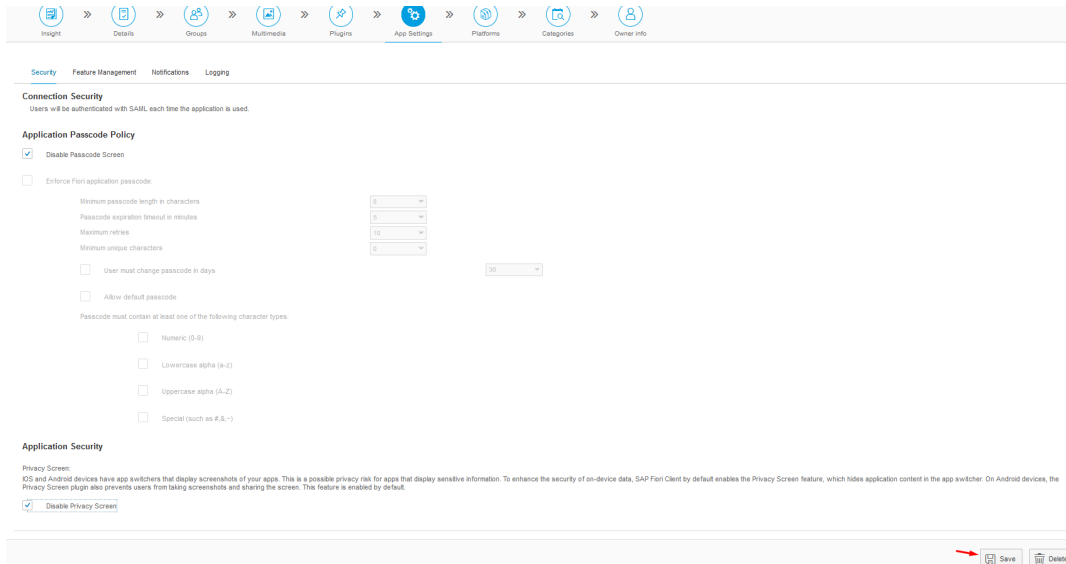 Insight
Details
Groups
Multimedia
Plugins
App Settings
Platforms
Categories
Owner info
Security Feature Management Notifications Logging
Connection Security
Users will be authenticated with SAML each time the application is used.
Application Passcode Policy
Disable Passcode Screen
Enforce Fiori application passcode:
Minimum passcode length in characters 8
Passcode expiration timeout in minutes 5
Maximum retries 10
Minimum unique characters 0
User must change passcode in days 30
Allow default passcode
Passcode must contain at least one of the following character types:
Numeric (0-9)
Lowercase alpha (a-z)
Uppercase alpha (A-Z)
Special (such as #,&,~)
Application Security
Privacy Screen:
IOS and Android devices have app switchers that display screenshots of your apps. This is a possible privacy risk for apps that display sensitive information. To enhance the security of on-device data, SAP Fiori Client by default enables the Privacy Screen feature, which hides application content in the app switcher. On Android devices, the
Privacy Screen plugin also prevents users from taking screenshots and sharing the screen. This feature is enabled by default.
Disable Privacy Screen
Save Delete